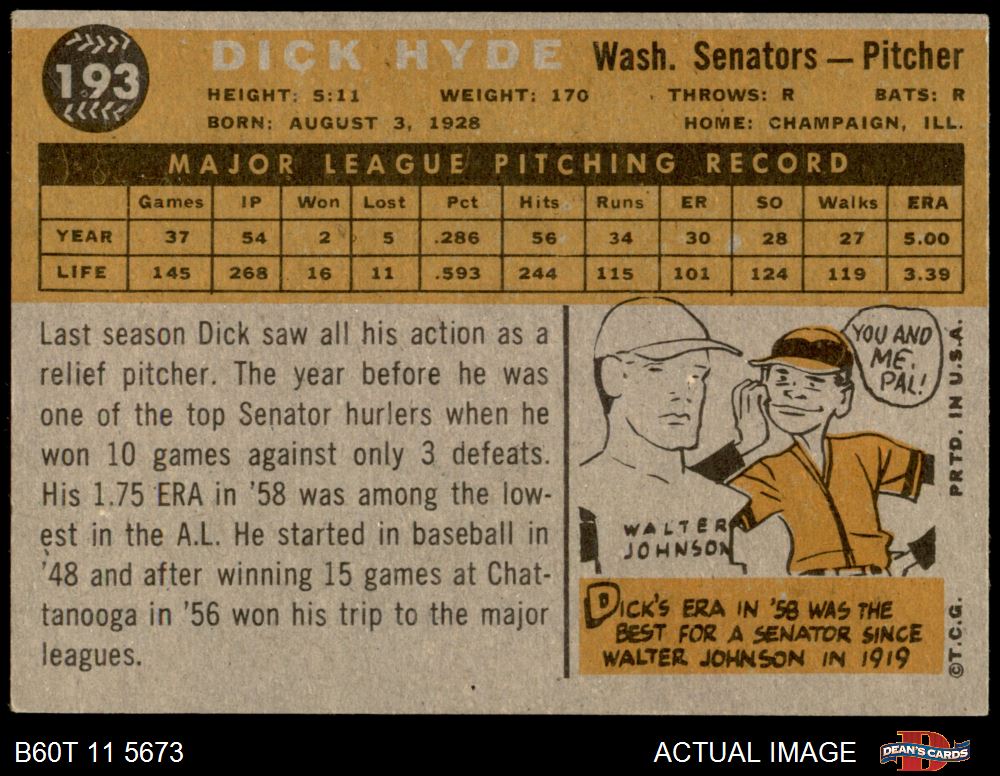 193
DICK HYDE
Wash. Senators — Pitcher
HEIGHT: 5:11 WEIGHT: 170 THROWS: R BATS: R
BORN: AUGUST 3, 1928 HOME: CHAMPAIGN, ILL.
MAJOR LEAGUE PITCHING RECORD
Games IP Won Lost Pct Hits Runs ER SO Walks ERA
YEAR 37 54 2 5 .286 56 34 30 28 27 5.00
LIFE 145 268 16 11 .593 244 115 101 124 119 3.39
Last season Dick saw all his action as a
relief pitcher. The year before he was
one of the top Senator hurlers when he
won 10 games against only 3 defeats.
His 1.75 ERA in '58 was among the low-
est in the A.L. He started in baseball in
'48 and after winning 15 games at Chat-
tanooga in '56 won his trip to the major
leagues.
YOU AND
ME,
PAL!
WALTER
JOHNSON
DICK'S ERA IN '58 WAS THE
BEST FOR A SENATOR SINCE
WALTER JOHNSON IN 1919
©T.C.G. PRTD. IN U.S.A.
B60T 11 5673
ACTUAL IMAGE
DEAN'S CARDS